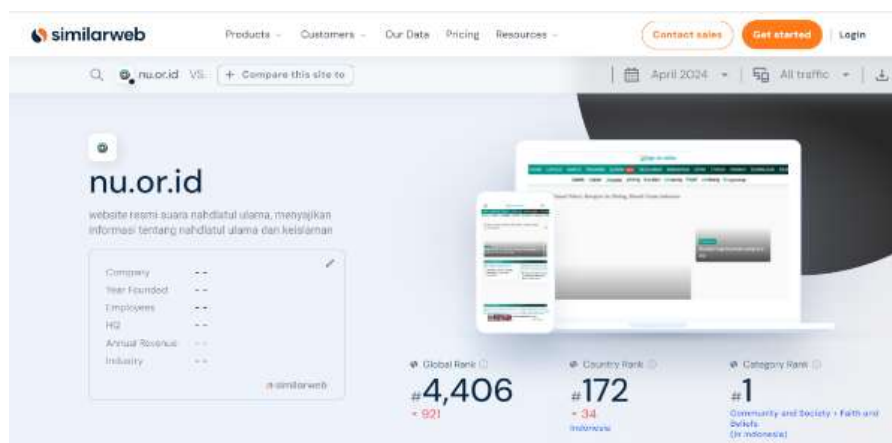 similarweb
Products
Customers
Our Data
Pricing
Resources
Contact sales
Get started
Login
nu.or.id VS.
+ Compare this site to
April 2024
All traffic
nu.or.id
website resmi suara nahdlatul ulama, menyajikan
informasi tentang nahdlatul ulama dan keislaman
Company - -
Year Founded - -
Employees - -
HQ - -
Annual Revenue - -
Industry - -
similarweb
Global Rank
#4,406
921
Country Rank
#172
34
Indonesia
Category Rank
#1
Community and Society > Faith and
Beliefs
(In Indonesia)